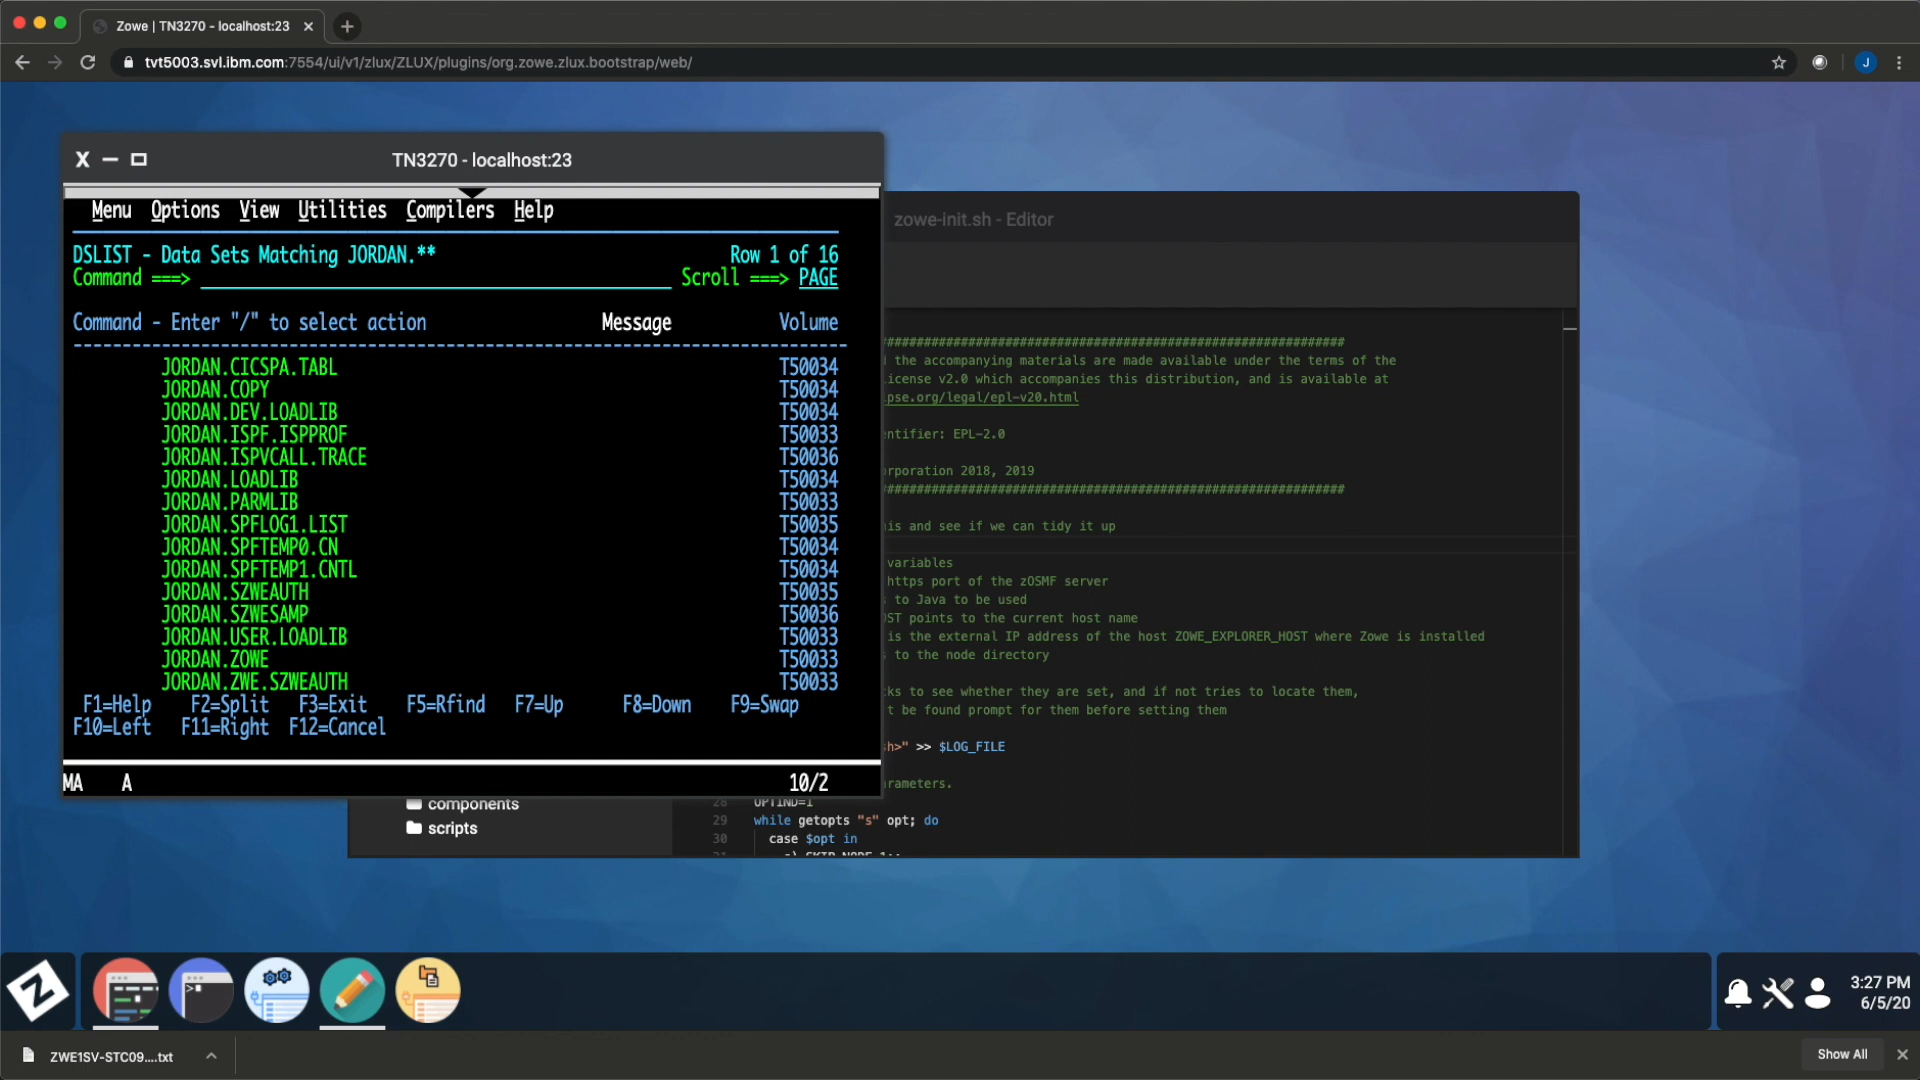 Zowe | TN3270 - localhost:23
tvt5003.svl.ibm.com:7554/ui/v1/zlux/ZLUX/plugins/org.zowe.zlux.bootstrap/web/
J
X
TN3270 - localhost:23
Menu Options View Utilities Compilers Help
DSLIST - Data Sets Matching JORDAN.** Row 1 of 16
Command ===> Scroll ===> PAGE
Command - Enter "/" to select action Message Volume
JORDAN.CICSPA.TABL T50034
JORDAN.COPY T50034
JORDAN.DEV.LOADLIB T50034
JORDAN.ISPF.ISPPROF T50033
JORDAN.ISPVCALL.TRACE T50036
JORDAN.LOADLIB T50034
JORDAN.PARMLIB T50033
JORDAN.SPFLOG1.LIST T50035
JORDAN.SPFTEMP0.CN T50034
JORDAN.SPFTEMP1.CNTL T50034
JORDAN.SZWEAUTH T50035
JORDAN.SZWESAMP T50036
JORDAN.USER.LOADLIB T50033
JORDAN.ZOWE T50033
JORDAN.ZWE.SZWEAUTH T50033
F1=Help F2=Split F3=Exit F5=Rfind F7=Up F8=Down F9=Swap
F10=Left F11=Right F12=Cancel
MA A 10/2
zowe-init.sh - Editor
##############################################################
the accompanying materials are made available under the terms of the
icense v2.0 which accompanies this distribution, and is available at
ipse.org/legal/epl-v20.html
entifier: EPL-2.0
rporation 2018, 2019
##############################################################
is and see if we can tidy it up
variables
https port of the zOSMF server
to Java to be used
ST points to the current host name
is the external IP address of the host ZOWE_EXPLORER_HOST where Zowe is installed
to the node directory
ks to see whether they are set, and if not tries to locate them,
t be found prompt for them before setting them
h>" >> $LOG_FILE
rameters.
28 OPTIND=1
29 while getopts "s" opt; do
30 case $opt in
components
scripts
3:27 PM
6/5/20
ZWE1SV-STC09....txt
Show All